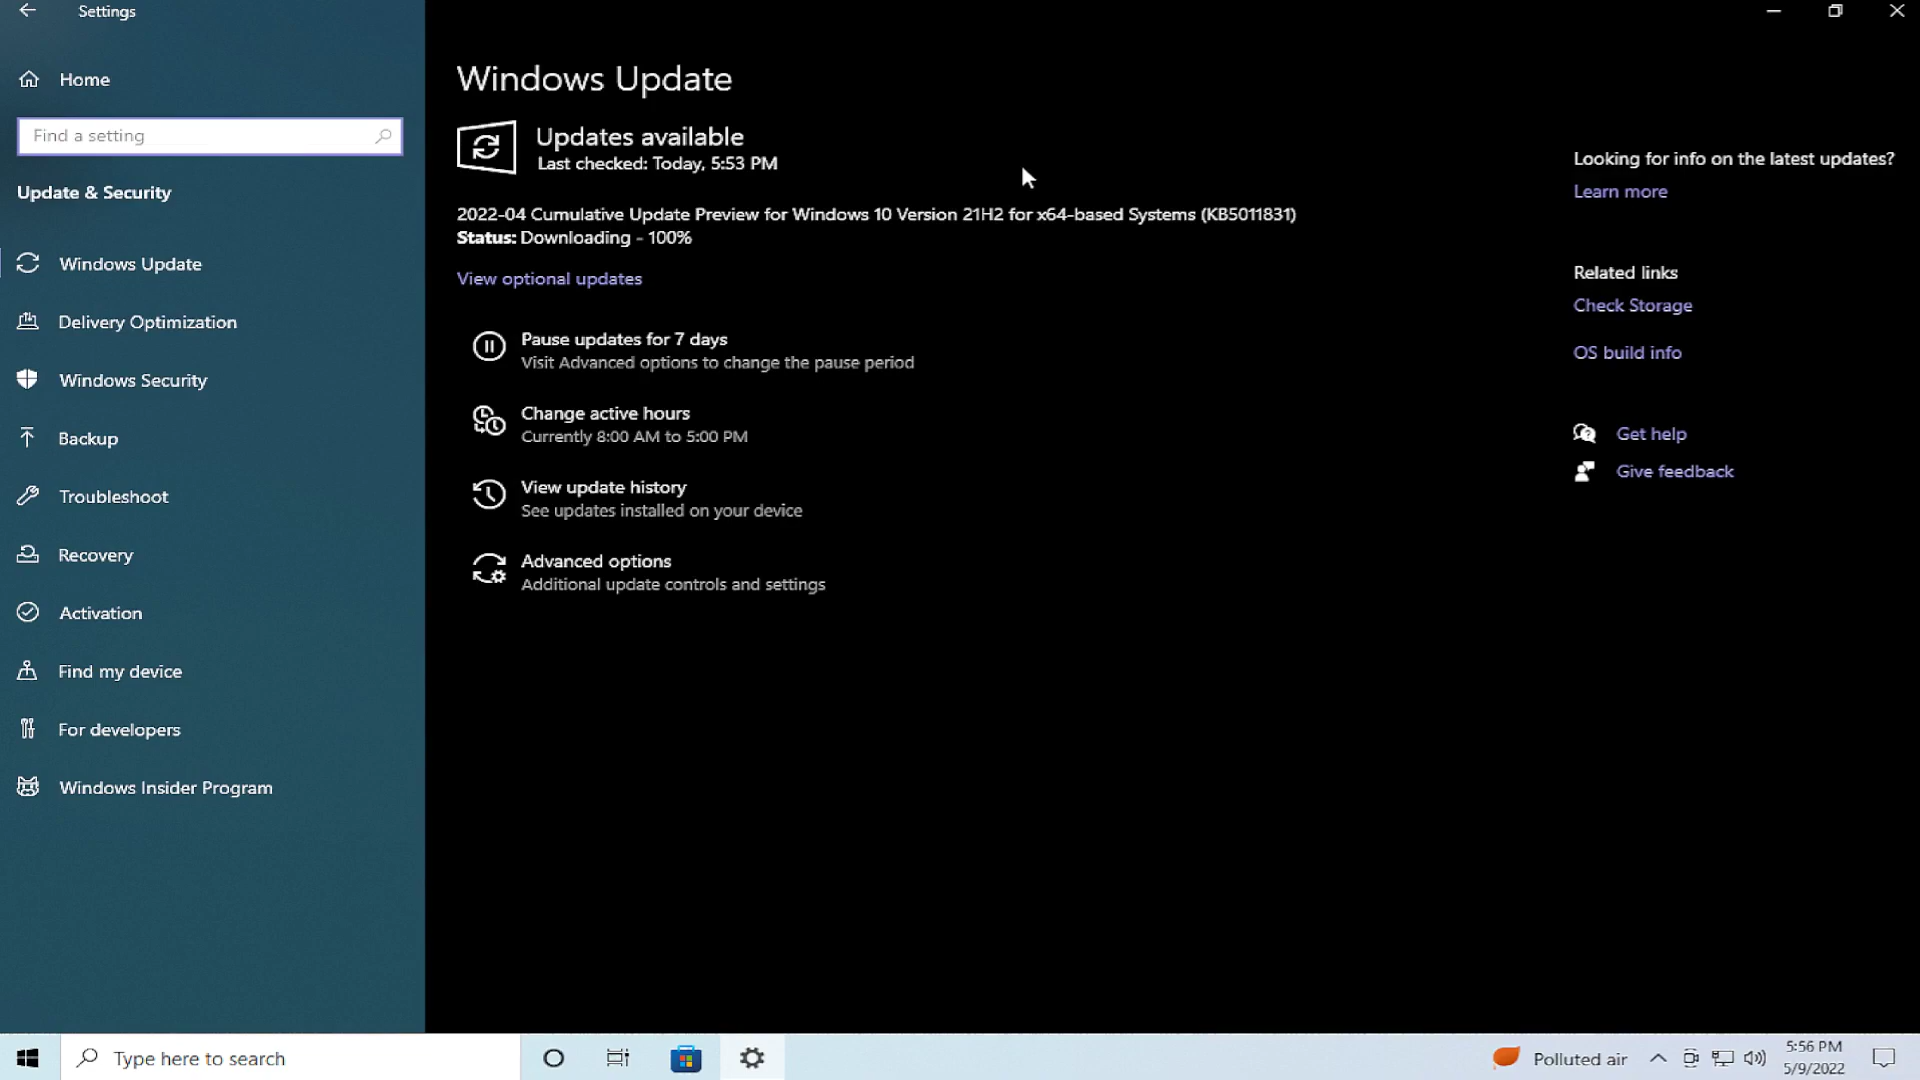 Settings
Home
Find a setting
Update & Security
Windows Update
Delivery Optimization
Windows Security
Backup
Troubleshoot
Recovery
Activation
Find my device
For developers
Windows Insider Program
Windows Update
Updates available
Last checked: Today, 5:53 PM
2022-04 Cumulative Update Preview for Windows 10 Version 21H2 for x64-based Systems (KB5011831)
Status: Downloading - 100%
View optional updates
Pause updates for 7 days
Visit Advanced options to change the pause period
Change active hours
Currently 8:00 AM to 5:00 PM
View update history
See updates installed on your device
Advanced options
Additional update controls and settings
Looking for info on the latest updates?
Learn more
Related links
Check Storage
OS build info
Get help
Give feedback
Type here to search
Polluted air
5:56 PM
5/9/2022